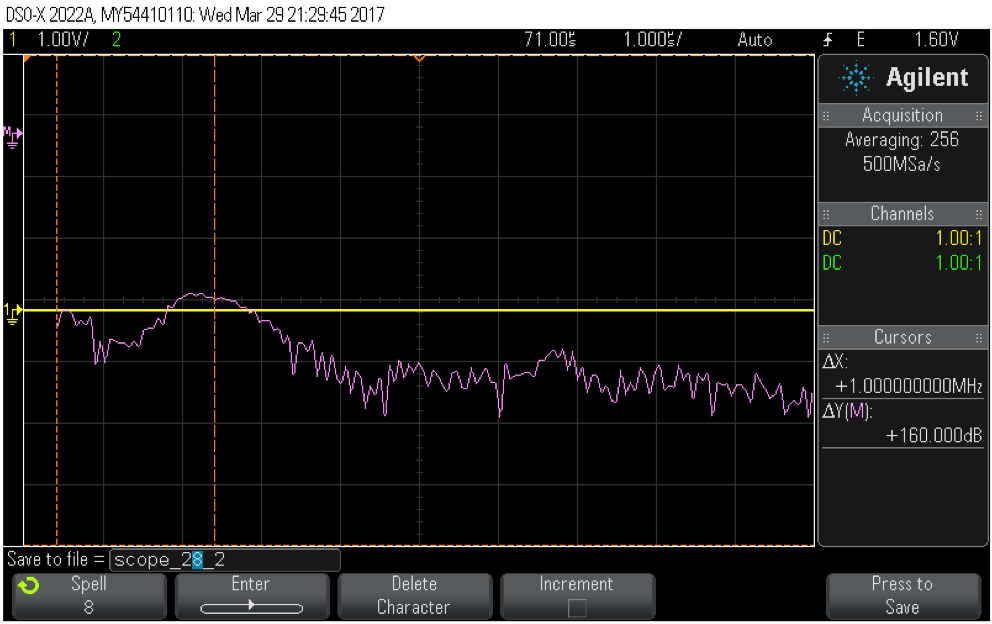 DSO-X 2022A, MY54410110: Wed Mar 29 21:29:45 2017
1 1.00V/ 2 71.00s 1.000s/ Auto E 1.60V
Agilent
Acquisition
Averaging: 256
500MSa/s
Channels
DC 1.00:1
DC 1.00:1
Cursors
ΔX:
+1.000000000MHz
ΔY(M):
+160.000dB
M
1
Save to file = scope_28_2
Spell
8
Enter
Delete
Character
Increment
Press to
Save